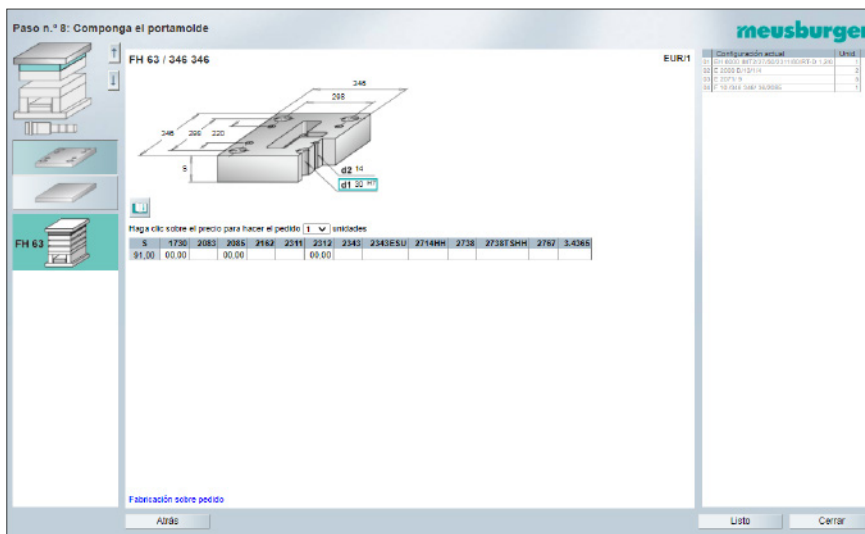 Paso n.º 8: Componga el portamolde
meusburger
FH 63 / 346 346
EUR/1
Configuración actual
Unid.
346
296
346
296
220
S
d2 14
d1 30 H7
Haga clic sobre el precio para hacer el pedido 1 unidades
S 1730 2083 2085 2162 2311 2312 2343 2343ESU 2714HH 2738 2738TSHH 2767 3.4365
91,00 00,00 00,00 00,00
FH 63
Fabricación sobre pedido
Atrás
Listo
Cerrar